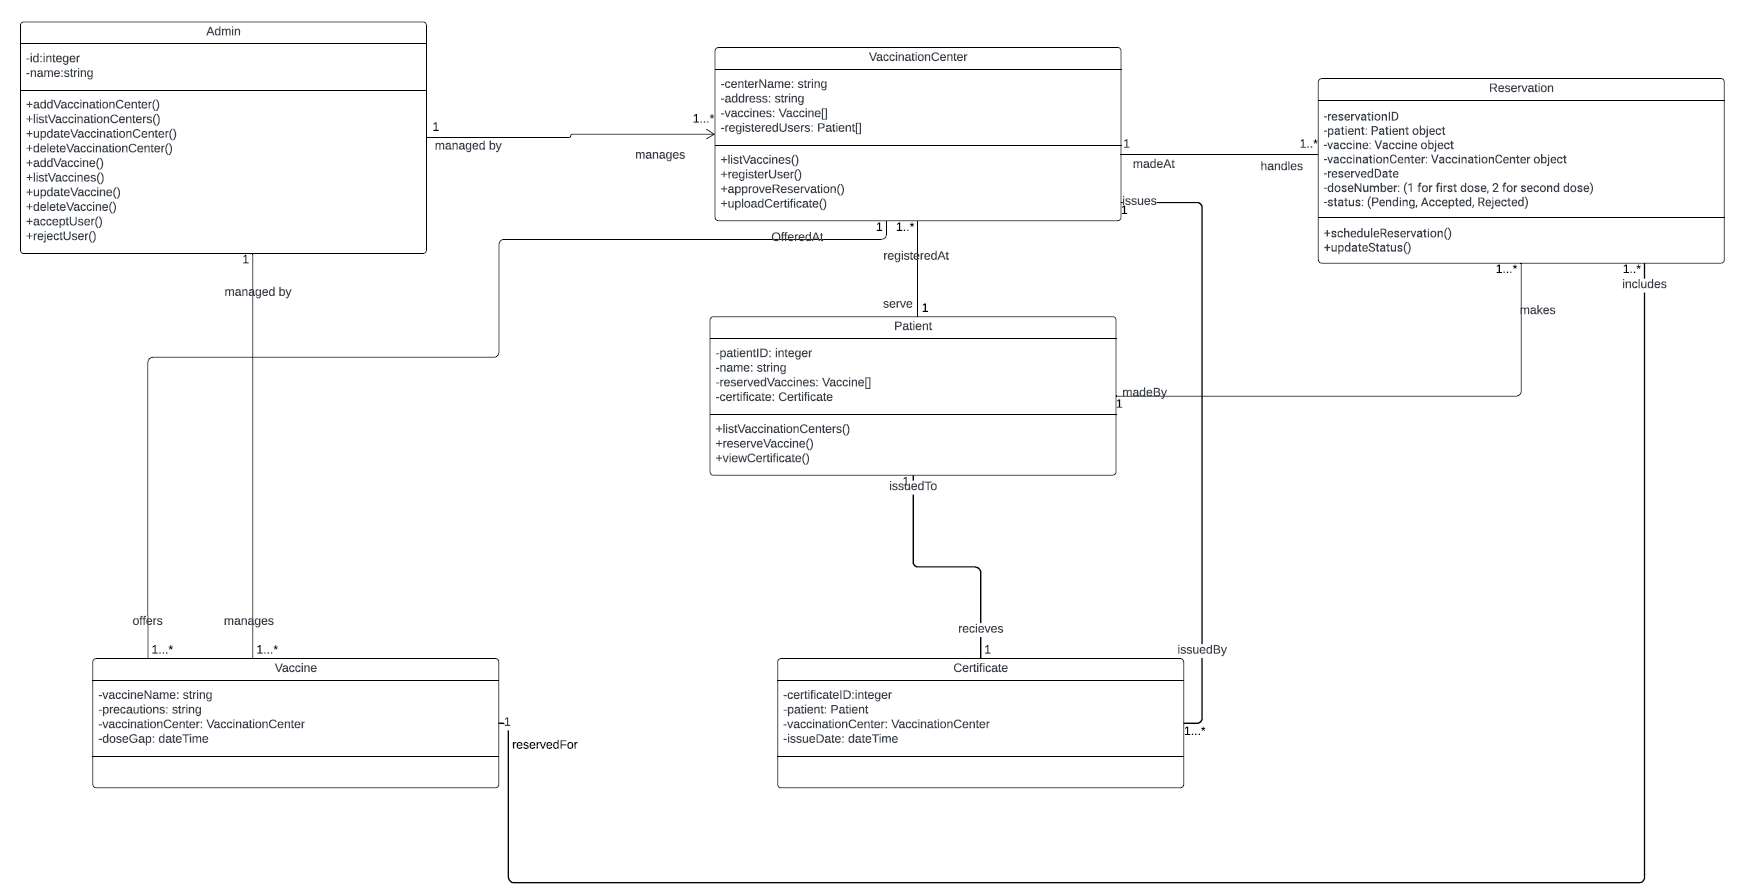 Admin
-id:integer
-name:string
+addVaccinationCenter()
+listVaccinationCenters()
+updateVaccinationCenter()
+deleteVaccinationCenter()
+addVaccine()
+listVaccines()
+updateVaccine()
+deleteVaccine()
+acceptUser()
+rejectUser()
1
managed by
1...*
manages
VaccinationCenter
-centerName: string
-address: string
-vaccines: Vaccine[]
-registeredUsers: Patient[]
+listVaccines()
+registerUser()
+approveReservation()
+uploadCertificate()
1
madeAt
1..*
handles
Reservation
-reservationID
-patient: Patient object
-vaccine: Vaccine object
-vaccinationCenter: VaccinationCenter object
-reservedDate
-doseNumber: (1 for first dose, 2 for second dose)
-status: (Pending, Accepted, Rejected)
+scheduleReservation()
+updateStatus()
issues
1
1
OfferedAt
1..*
registeredAt
1
managed by
1...*
makes
1..*
includes
serve
1
Patient
-patientID: integer
-name: string
-reservedVaccines: Vaccine[]
-certificate: Certificate
+listVaccinationCenters()
+reserveVaccine()
+viewCertificate()
madeBy
1
1
issuedTo
offers
1...*
manages
1...*
recieves
1
issuedBy
Vaccine
-vaccineName: string
-precautions: string
-vaccinationCenter: VaccinationCenter
-doseGap: dateTime
1
reservedFor
Certificate
-certificateID:integer
-patient: Patient
-vaccinationCenter: VaccinationCenter
-issueDate: dateTime
1...*